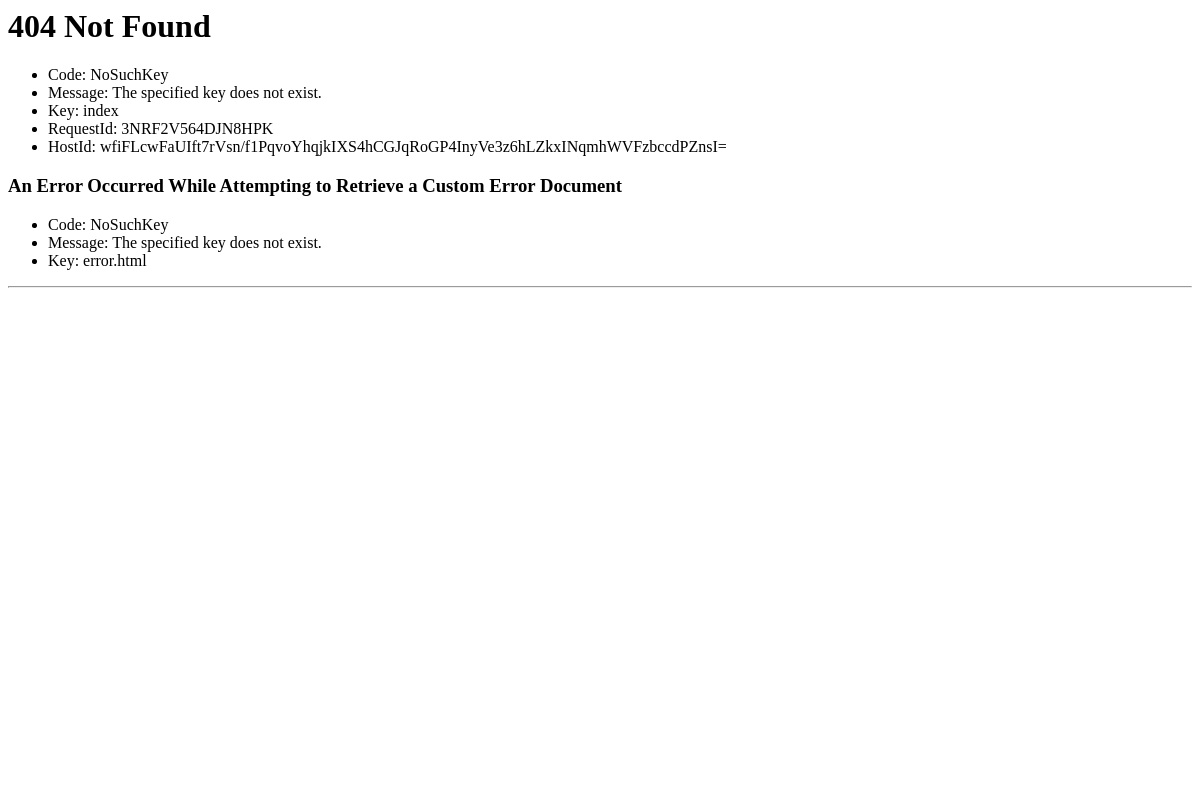 404 Not Found
Code: NoSuchKey
Message: The specified key does not exist.
Key: index
RequestId: 3NRF2V564DJN8HPK
HostId: wfiFLcwFaUIft7rVsn/f1PqvoYhqjkIXS4hCGJqRoGP4InyVe3z6hLZkxINqmhWVFzbccdPZnsI=
An Error Occurred While Attempting to Retrieve a Custom Error Document
Code: NoSuchKey
Message: The specified key does not exist.
Key: error.html